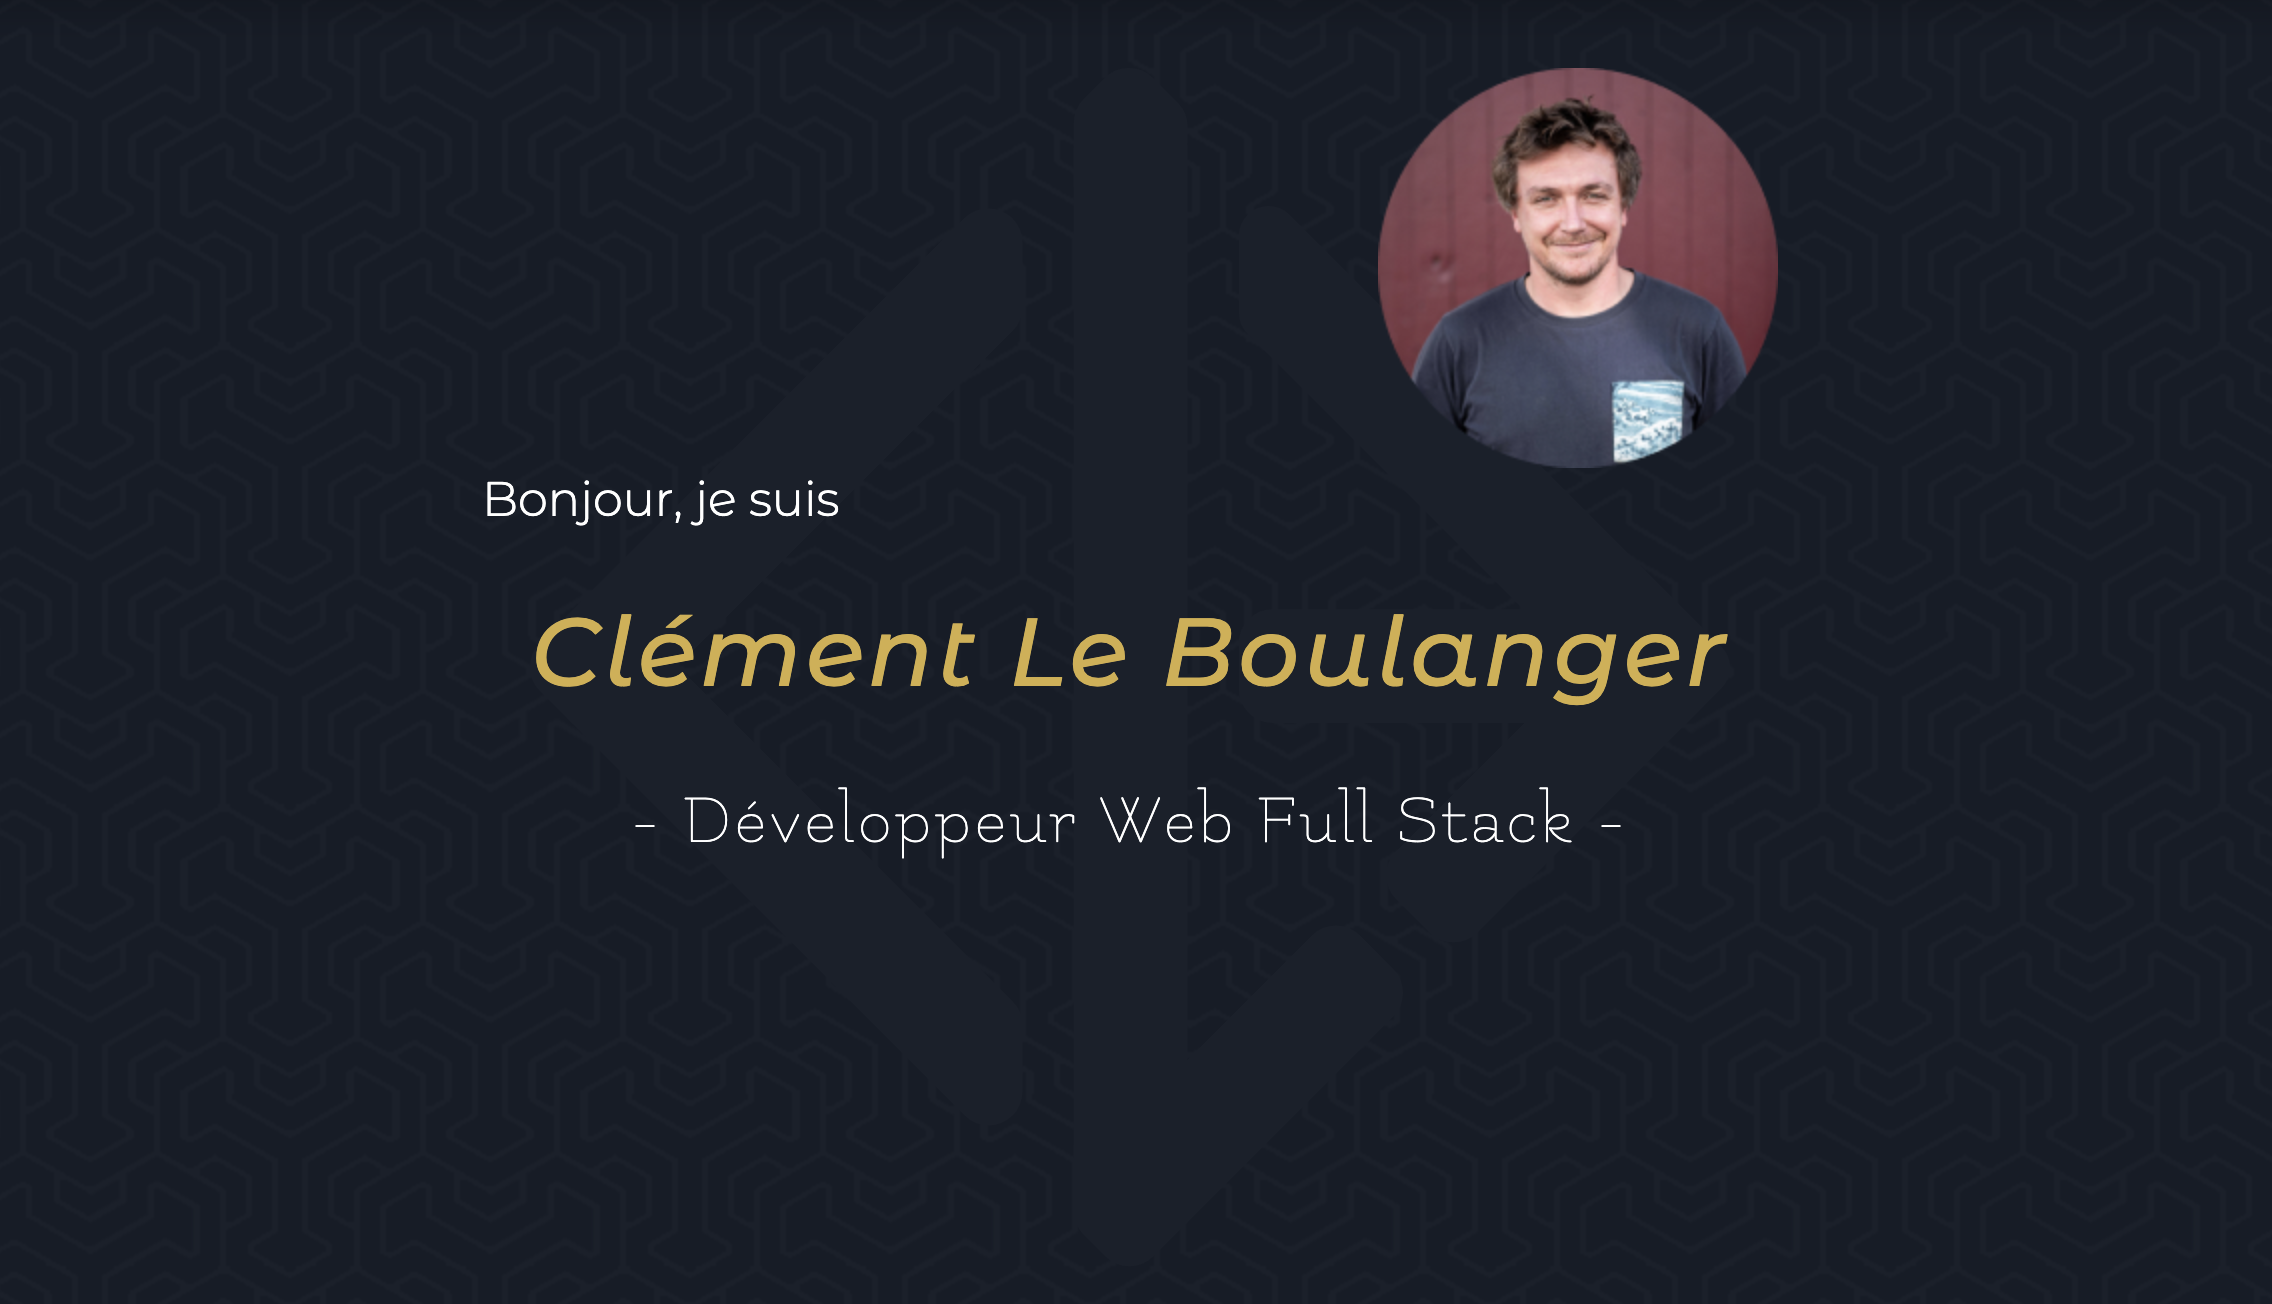 Bonjour, je suis
Clément Le Boulanger
- Développeur Web Full Stack -